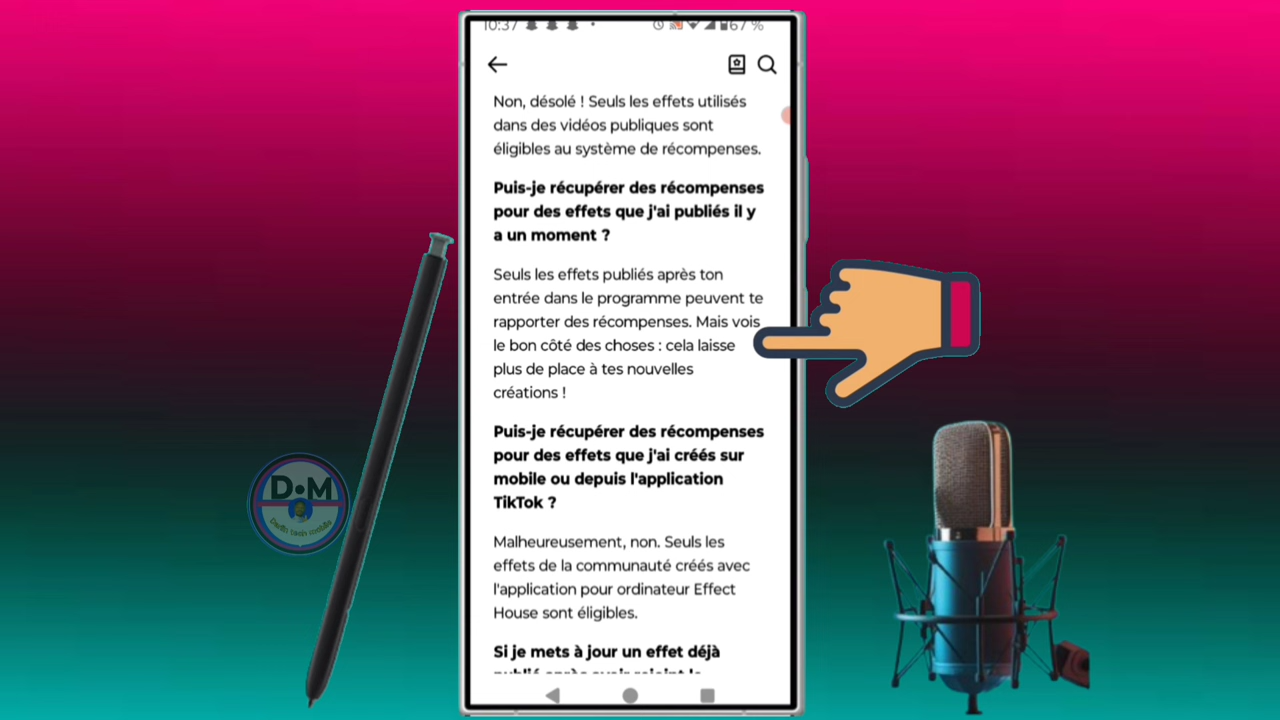 10:37
67 %
Non, désolé ! Seuls les effets utilisés
dans des vidéos publiques sont
éligibles au système de récompenses.
Puis-je récupérer des récompenses
pour des effets que j'ai publiés il y
a un moment ?
Seuls les effets publiés après ton
entrée dans le programme peuvent te
rapporter des récompenses. Mais vois
le bon côté des choses : cela laisse
plus de place à tes nouvelles
créations !
Puis-je récupérer des récompenses
pour des effets que j'ai créés sur
mobile ou depuis l'application
TikTok ?
Malheureusement, non. Seuls les
effets de la communauté créés avec
l'application pour ordinateur Effect
House sont éligibles.
Si je mets à jour un effet déjà
D•M